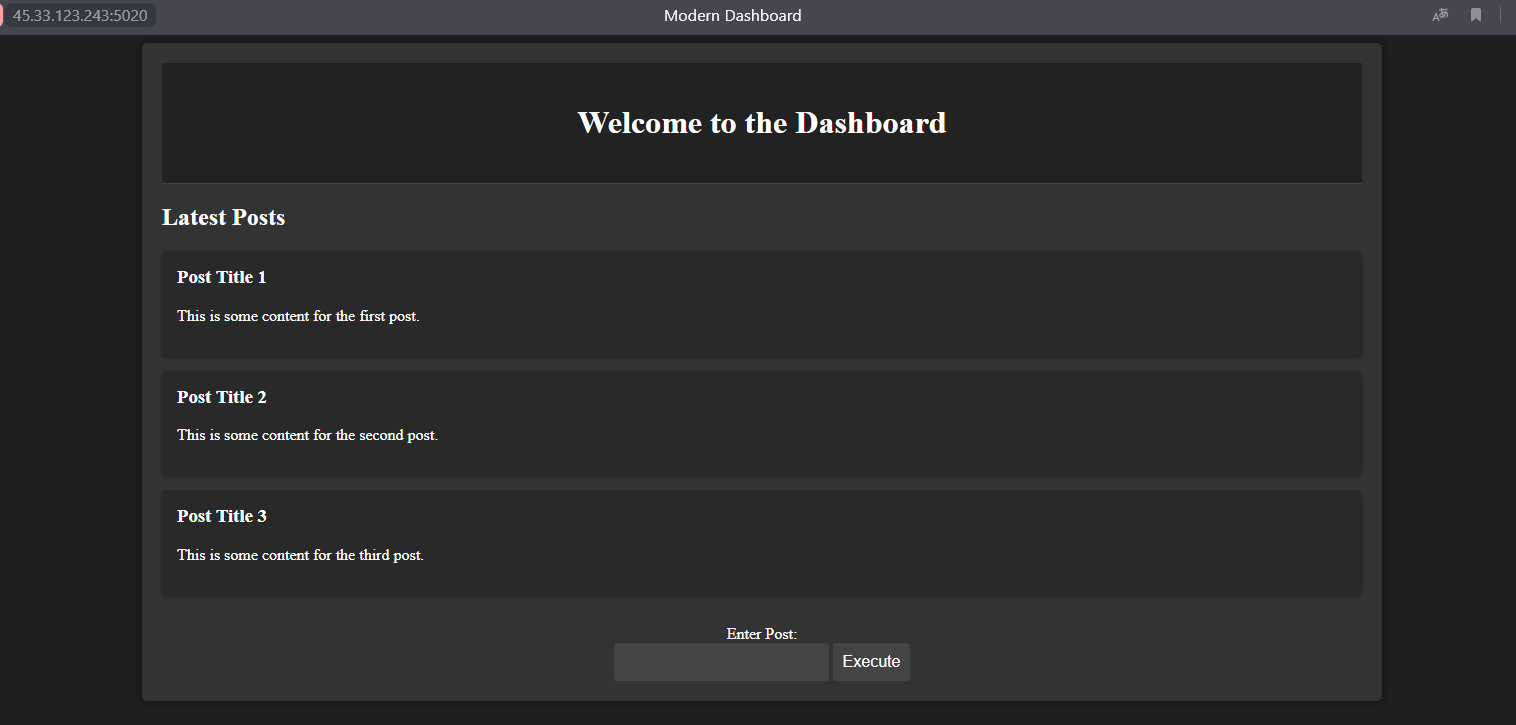 45.33.123.243:5020
Modern Dashboard
Welcome to the Dashboard
Latest Posts
Post Title 1
This is some content for the first post.
Post Title 2
This is some content for the second post.
Post Title 3
This is some content for the third post.
Enter Post:
Execute